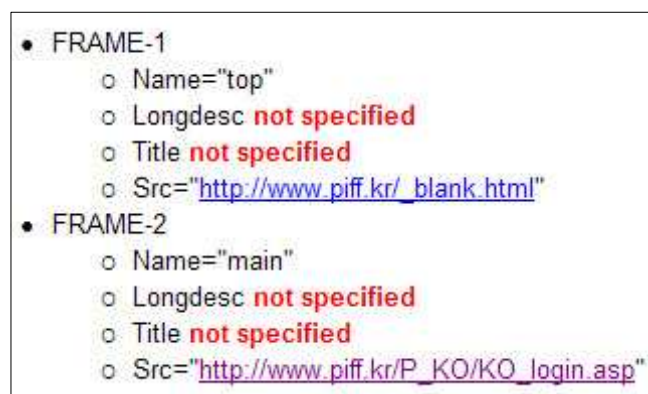 • FRAME-1
o Name="top"
o Longdesc not specified
o Title not specified
o Src="http://www.piff.kr/_blank.html"
• FRAME-2
o Name="main"
o Longdesc not specified
o Title not specified
o Src="http://www.piff.kr/P_KO/KO_login.asp"